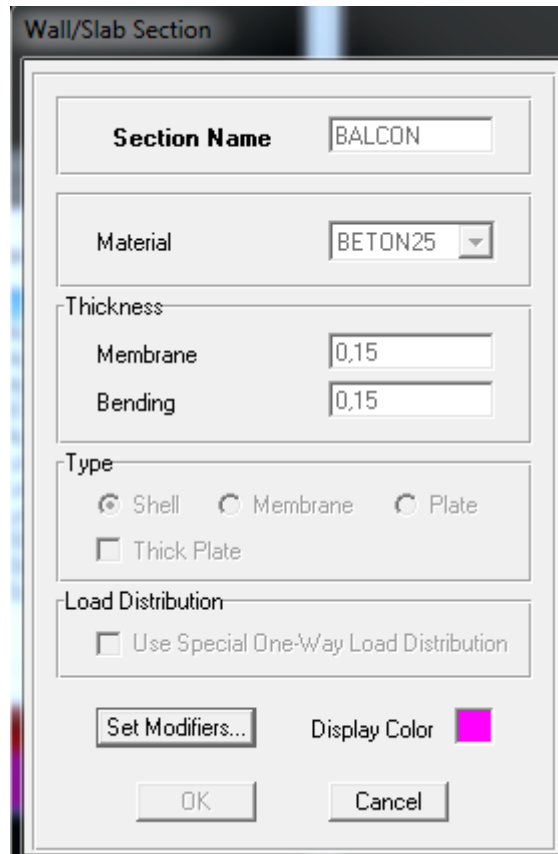 Wall/Slab Section
Section Name BALCON
Material BETON25
Thickness
Membrane 0,15
Bending 0,15
Type
Shell Membrane Plate
Thick Plate
Load Distribution
Use Special One-Way Load Distribution
Set Modifiers... Display Color
OK Cancel